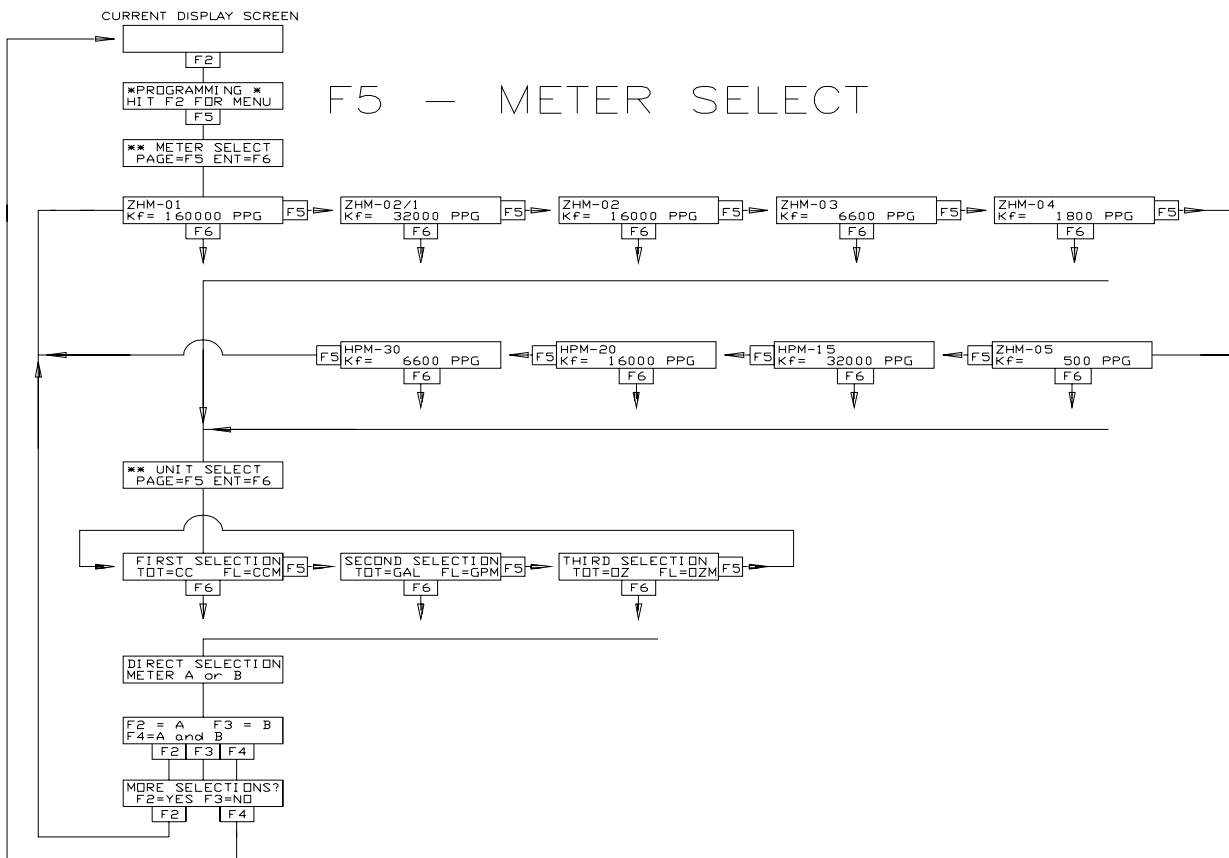 CURRENT DISPLAY SCREEN
F2
*PROGRAMMING *
HIT F2 FOR MENU
F5 - METER SELECT
F5
** METER SELECT
PAGE=F5 ENT=F6
ZHM-01
Kf= 160000 PPG
F5
F6
ZHM-02/1
Kf= 32000 PPG
F5
F6
ZHM-02
Kf= 16000 PPG
F5
F6
ZHM-03
Kf= 6600 PPG
F5
F6
ZHM-04
Kf= 1800 PPG
F5
F6
F5
HPM-30
Kf= 6600 PPG
F6
F5
HPM-20
Kf= 16000 PPG
F6
F5
HPM-15
Kf= 32000 PPG
F6
F5
ZHM-05
Kf= 500 PPG
F6
** UNIT SELECT
PAGE=F5 ENT=F6
FIRST SELECTION
TOT=CC FL=CCM
F5
F6
SECOND SELECTION
TOT=GAL FL=GPM
F5
F6
THIRD SELECTION
TOT=OZ FL=OZM
F5
F6
DIRECT SELECTION
METER A or B
F2 = A F3 = B
F4=A and B
F2 F3 F4
MORE SELECTIONS?
F2=YES F3=NO
F2 F4